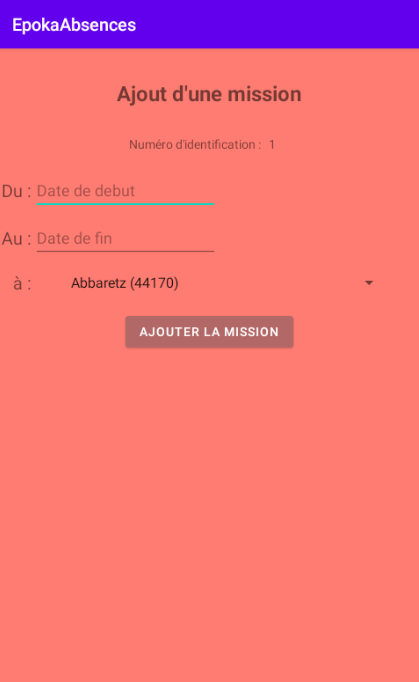 EpokaAbsences
Ajout d'une mission
Numéro d'identification : 1
Du : Date de debut
Au : Date de fin
à : Abbaretz (44170)
AJOUTER LA MISSION